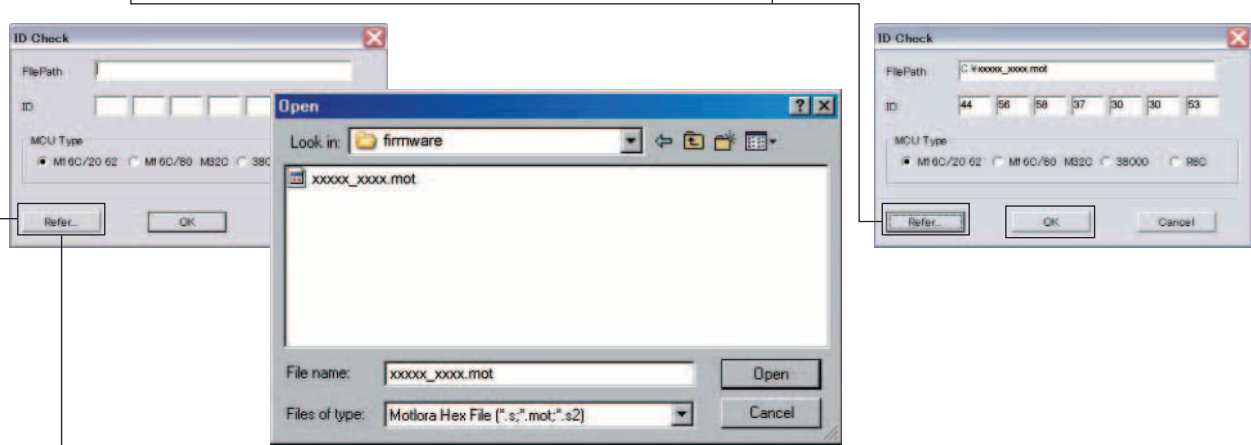 ID Check
FilePath
ID
MCU Type
M16C/20 62 M16C/80 M32C 380
Refer...
OK
Open
Look in: firmware
xxxxx_xxxx.mot
File name: xxxxx_xxxx.mot
Open
Files of type: Motlora Hex File (*.s;*.mot;*.s2)
Cancel
ID Check
FilePath C:¥xxxxx_xxxx.mot
ID 44 56 58 37 30 30 53
MCU Type
M16C/20 62 M16C/80 M32C 38000 R8C
Refer...
OK
Cancel